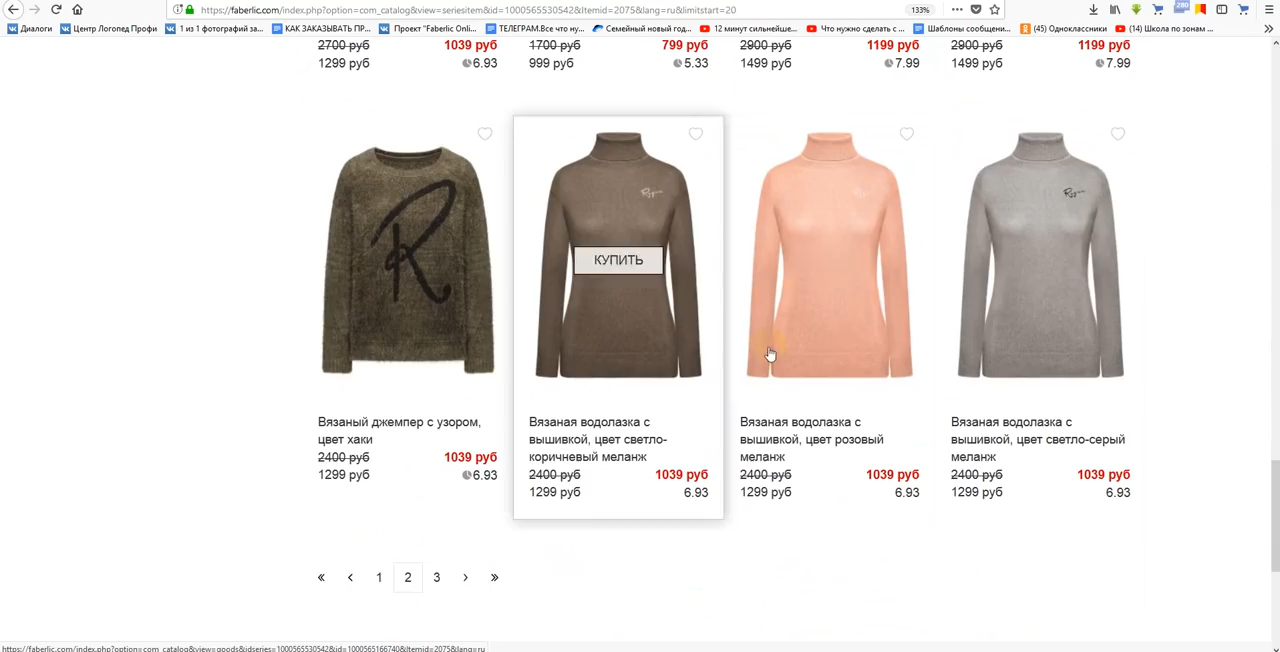 https://faberlic.com/index.php?option=com_catalog&view=seriesitem&id=1000565530542&Itemid=2075&lang=ru&limitstart=20
133%
280
Диалоги
Центр Логопед Профи
1 из 1 фотографий за...
КАК ЗАКАЗЫВАТЬ ПР...
Проект "Faberlic Onli...
ТЕЛЕГРАМ.Все что ну...
Семейный новый год...
12 минут сильнейше...
Что нужно сделать с ...
Шаблоны сообщени...
(45) Одноклассники
(14) Школа по зонам ...
2700 руб 1039 руб
1299 руб 6.93
1700 руб 799 руб
999 руб 5.33
2900 руб 1199 руб
1499 руб 7.99
2900 руб 1199 руб
1499 руб 7.99
R
КУПИТЬ
Вязаный джемпер с узором,
цвет хаки
2400 руб 1039 руб
1299 руб 6.93
Вязаная водолазка с
вышивкой, цвет светло-
коричневый меланж
2400 руб 1039 руб
1299 руб 6.93
Вязаная водолазка с
вышивкой, цвет розовый
меланж
2400 руб 1039 руб
1299 руб 6.93
Вязаная водолазка с
вышивкой, цвет светло-серый
меланж
2400 руб 1039 руб
1299 руб 6.93
« ‹ 1 2 3 › »
https://faberlic.com/index.php?option=com_catalog&view=goods&idseries=1000565530542&id=1000565166740&Itemid=2075&lang=ru